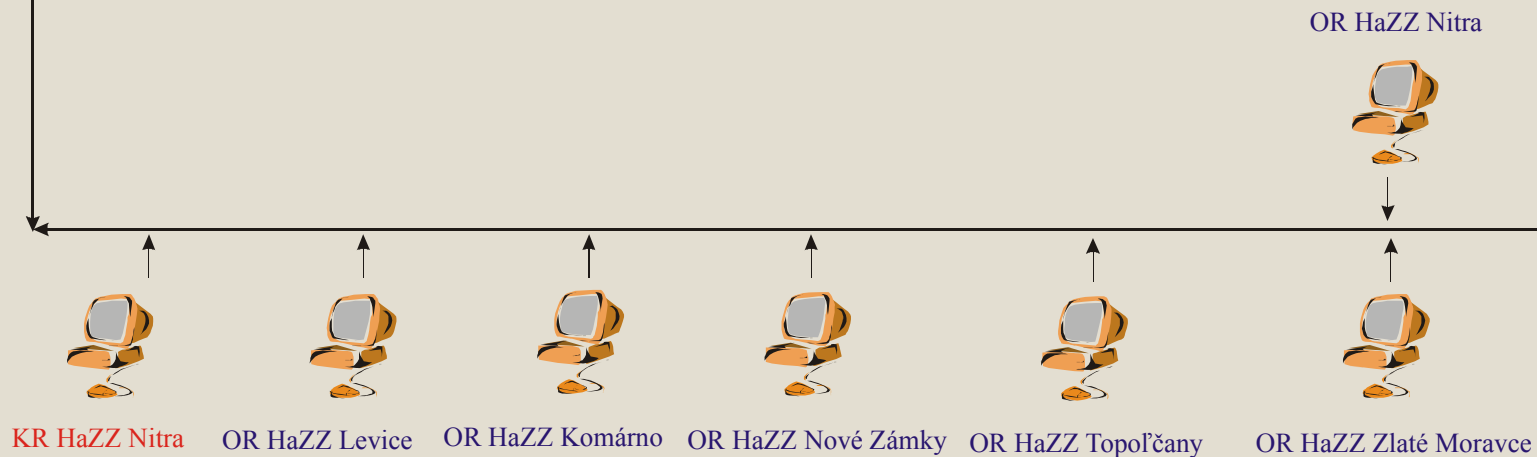 OR HaZZ Nitra
KR HaZZ Nitra
OR HaZZ Levice
OR HaZZ Komárno
OR HaZZ Nové Zámky
OR HaZZ Topoľčany
OR HaZZ Zlaté Moravce